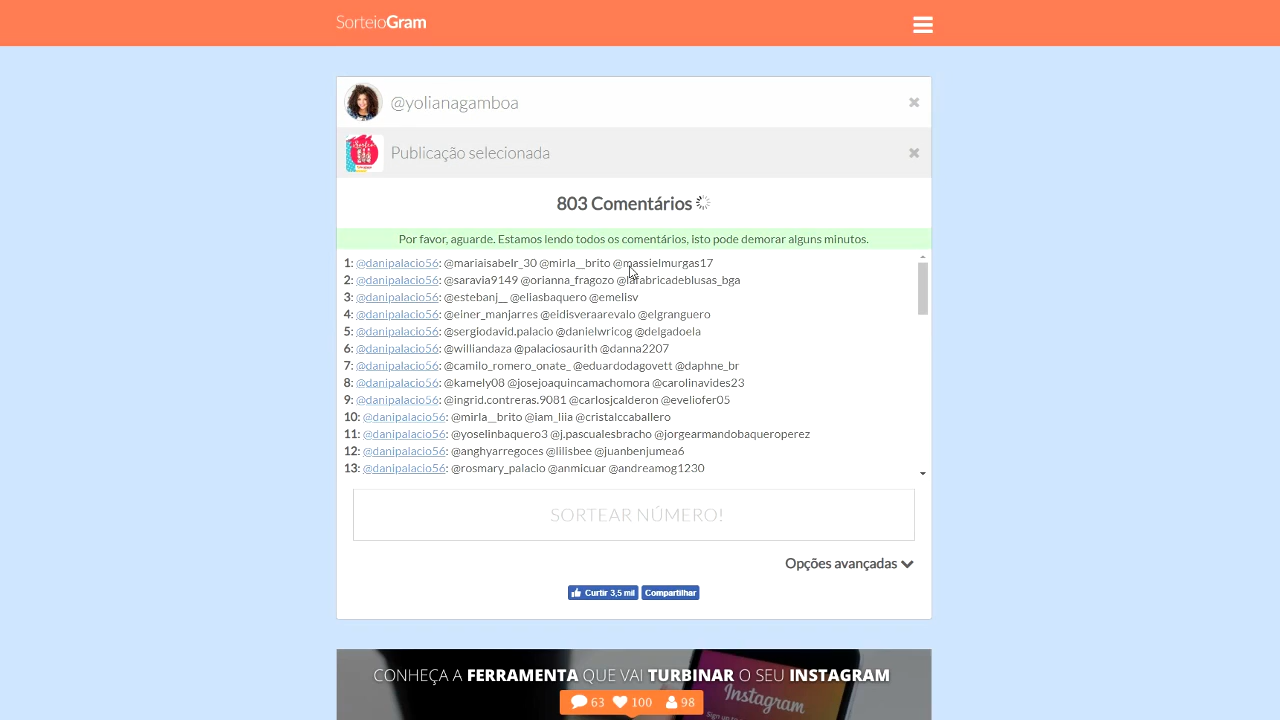 SorteioGram
@yolianagamboa
Publicação selecionada
803 Comentários
Por favor, aguarde. Estamos lendo todos os comentários, isto pode demorar alguns minutos.
1: @danipalacio56: @mariaisabelr_30 @mirla__brito @massielmurgas17
2: @danipalacio56: @saravia9149 @orianna_fragozo @lafabricadeblusas_bga
3: @danipalacio56: @estebanj__ @eliasbaquero @emelisv
4: @danipalacio56: @einer_manjarres @eidisveraarevalo @elgranguero
5: @danipalacio56: @sergiodavid.palacio @danielwricog @delgadoela
6: @danipalacio56: @williandaza @palaciosaurith @danna2207
7: @danipalacio56: @camilo_romero_onate_ @eduardodagovett @daphne_br
8: @danipalacio56: @kamely08 @josejoaquincamachomora @carolinavides23
9: @danipalacio56: @ingrid.contreras.9081 @carlosjcalderon @eveliofer05
10: @danipalacio56: @mirla__brito @iam_liia @cristalccaballero
11: @danipalacio56: @yoselinbaquero3 @j.pascualesbracho @jorgearmandobaqueroperez
12: @danipalacio56: @anghyarregoces @lilisbee @juanbenjumea6
13: @danipalacio56: @rosmary_palacio @anmicuar @andreamog1230
SORTEAR NÚMERO!
Opções avançadas
Curtir 3,5 mil Compartilhar
CONHEÇA A FERRAMENTA QUE VAI TURBINAR O SEU INSTAGRAM
Instagram
63 100 98